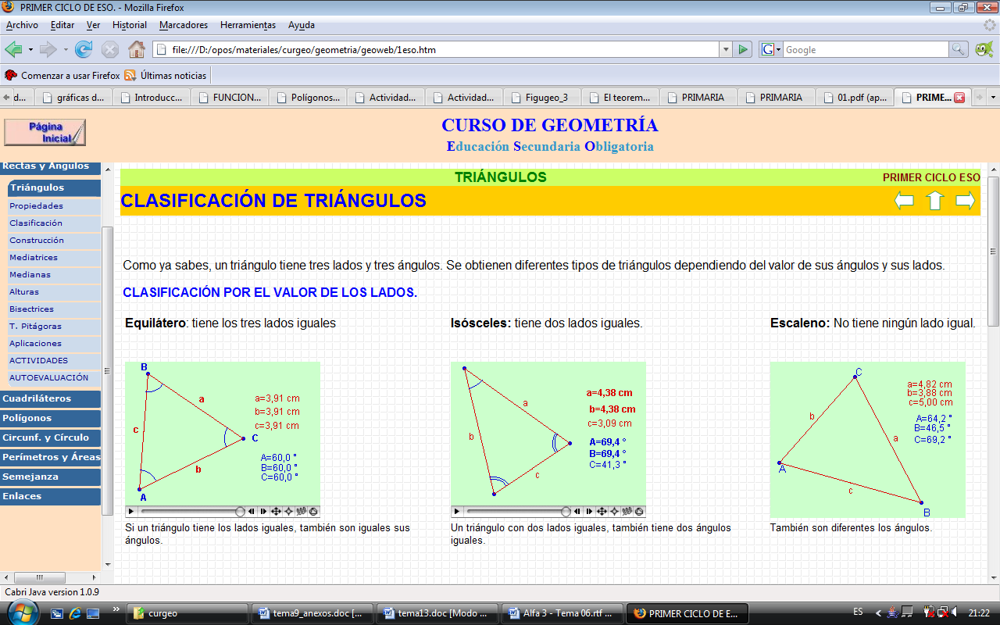 PRIMER CICLO DE ESO. - Mozilla Firefox
Archivo Editar Ver Historial Marcadores Herramientas Ayuda
file:///D:/opos/materiales/curgeo/geometria/geoweb/1eso.htm
G Google
Comenzar a usar Firefox Últimas noticias
d... gráficas d... Introducc... FUNCION... Polígonos... Actividad... Actividad... Figugeo_3 El teorem... PRIMARIA PRIMARIA 01.pdf (ap... PRIME...
Página
Inicial
CURSO DE GEOMETRÍA
Educación Secundaria Obligatoria
Rectas y Angulos
Triángulos
Propiedades
Clasificación
Construcción
Mediatrices
Medianas
Alturas
Bisectrices
T. Pitágoras
Aplicaciones
ACTIVIDADES
AUTOEVALUACIÓN
Cuadriláteros
Polígonos
Circunf. y Círculo
Perímetros y Áreas
Semejanza
Enlaces
TRIÁNGULOS
PRIMER CICLO ESO
CLASIFICACIÓN DE TRIÁNGULOS
Como ya sabes, un triángulo tiene tres lados y tres ángulos. Se obtienen diferentes tipos de triángulos dependiendo del valor de sus ángulos y sus lados.
CLASIFICACIÓN POR EL VALOR DE LOS LADOS.
Equilátero: tiene los tres lados iguales
B
a
c
C
b
A
a=3,91 cm
b=3,91 cm
c=3,91 cm
A=60,0 °
B=60,0 °
C=60,0 °
Si un triángulo tiene los lados iguales, también son iguales sus
ángulos.
Isósceles: tiene dos lados iguales.
a
b
c
a=4,38 cm
b=4,38 cm
c=3,09 cm
A=69,4 °
B=69,4 °
C=41,3 °
Un triángulo con dos lados iguales, también tiene dos ángulos
iguales.
Escaleno: No tiene ningún lado igual.
C
b
a
A
c
B
a=4,82 cm
b=3,88 cm
c=5,00 cm
A=64,2 °
B=46,5 °
C=69,2 °
También son diferentes los ángulos.
Cabri Java version 1.0.9
curgeo tema9_anexos.doc [... tema13.doc [Modo ... Alfa 3 - Tema 06.rtf ... PRIMER CICLO DE E... ES 21:22